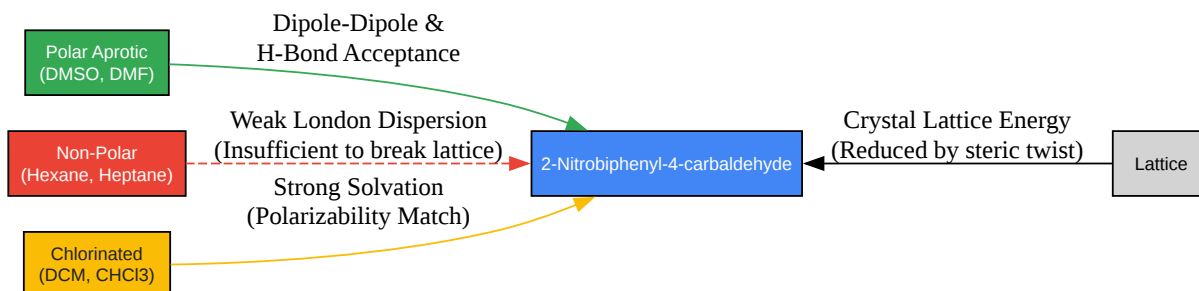 Dipole-Dipole &
H-Bond Acceptance
Polar Aprotic
(DMSO, DMF)
Weak London Dispersion
(Insufficient to break lattice)
Non-Polar
(Hexane, Heptane)
2-Nitrobiphenyl-4-carbaldehyde
Crystal Lattice Energy
(Reduced by steric twist)
Lattice
Strong Solvation
(Polarizability Match)
Chlorinated
(DCM, CHCl3)